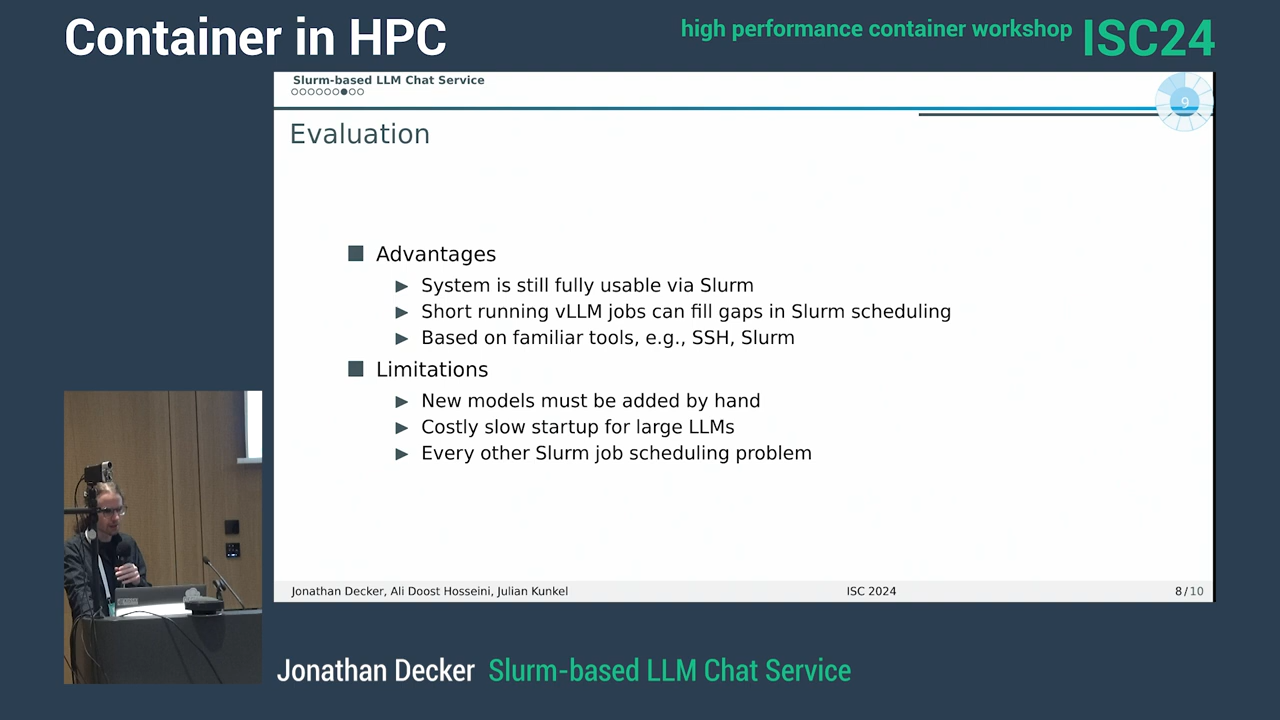 Container in HPC
high performance container workshop ISC24
Slurm-based LLM Chat Service
9
Evaluation
Advantages
System is still fully usable via Slurm
Short running vLLM jobs can fill gaps in Slurm scheduling
Based on familiar tools, e.g., SSH, Slurm
Limitations
New models must be added by hand
Costly slow startup for large LLMs
Every other Slurm job scheduling problem
Jonathan Decker, Ali Doost Hosseini, Julian Kunkel
ISC 2024
8/10
Jonathan Decker Slurm-based LLM Chat Service